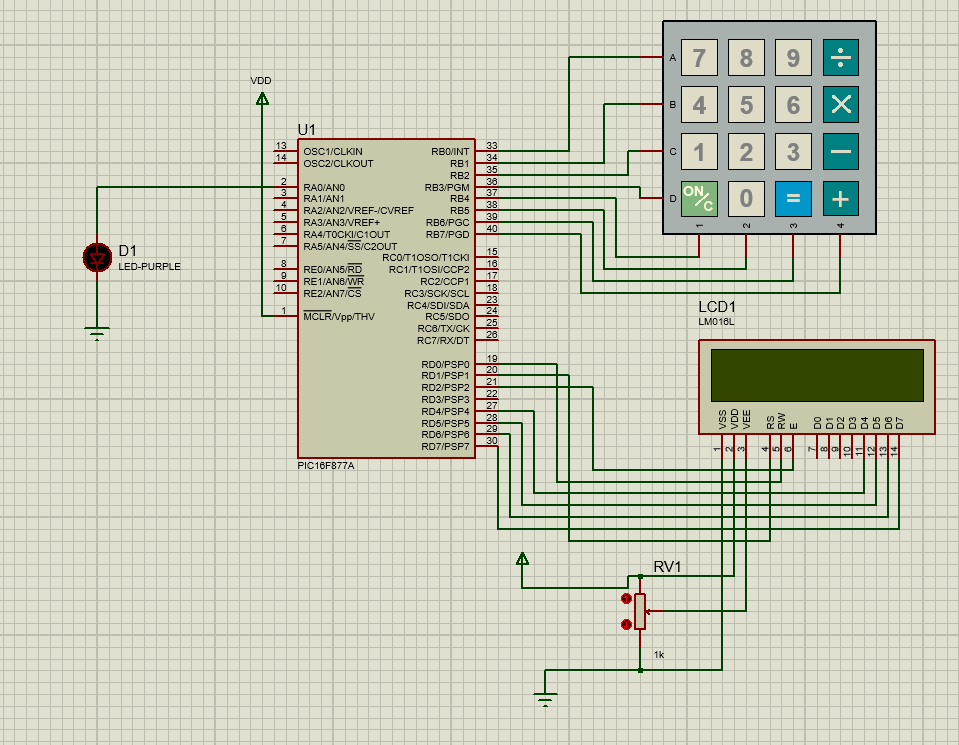 VDD
U1
13 OSC1/CLKIN
14 OSC2/CLKOUT
2 RA0/AN0
3 RA1/AN1
4 RA2/AN2/VREF-/CVREF
5 RA3/AN3/VREF+
6 RA4/T0CKI/C1OUT
7 RA5/AN4/SS/C2OUT
8 RE0/AN5/RD
9 RE1/AN6/WR
10 RE2/AN7/CS
1 MCLR/Vpp/THV
RB0/INT 33
RB1 34
RB2 35
RB3/PGM 36
RB4 37
RB5 38
RB6/PGC 39
RB7/PGD 40
RC0/T1OSO/T1CKI 15
RC1/T1OSI/CCP2 16
RC2/CCP1 17
RC3/SCK/SCL 18
RC4/SDI/SDA 23
RC5/SDO 24
RC6/TX/CK 25
RC7/RX/DT 26
RD0/PSP0 19
RD1/PSP1 20
RD2/PSP2 21
RD3/PSP3 22
RD4/PSP4 27
RD5/PSP5 28
RD6/PSP6 29
RD7/PSP7 30
PIC16F877A
D1
LED-PURPLE
A 7 8 9 ÷
B 4 5 6 ×
C 1 2 3 −
D ON/C 0 = +
1 2 3 4
LCD1
LM016L
VSS VDD VEE RS RW E D0 D1 D2 D3 D4 D5 D6 D7
1 2 3 4 5 6 7 8 9 10 11 12 13 14
RV1
1k